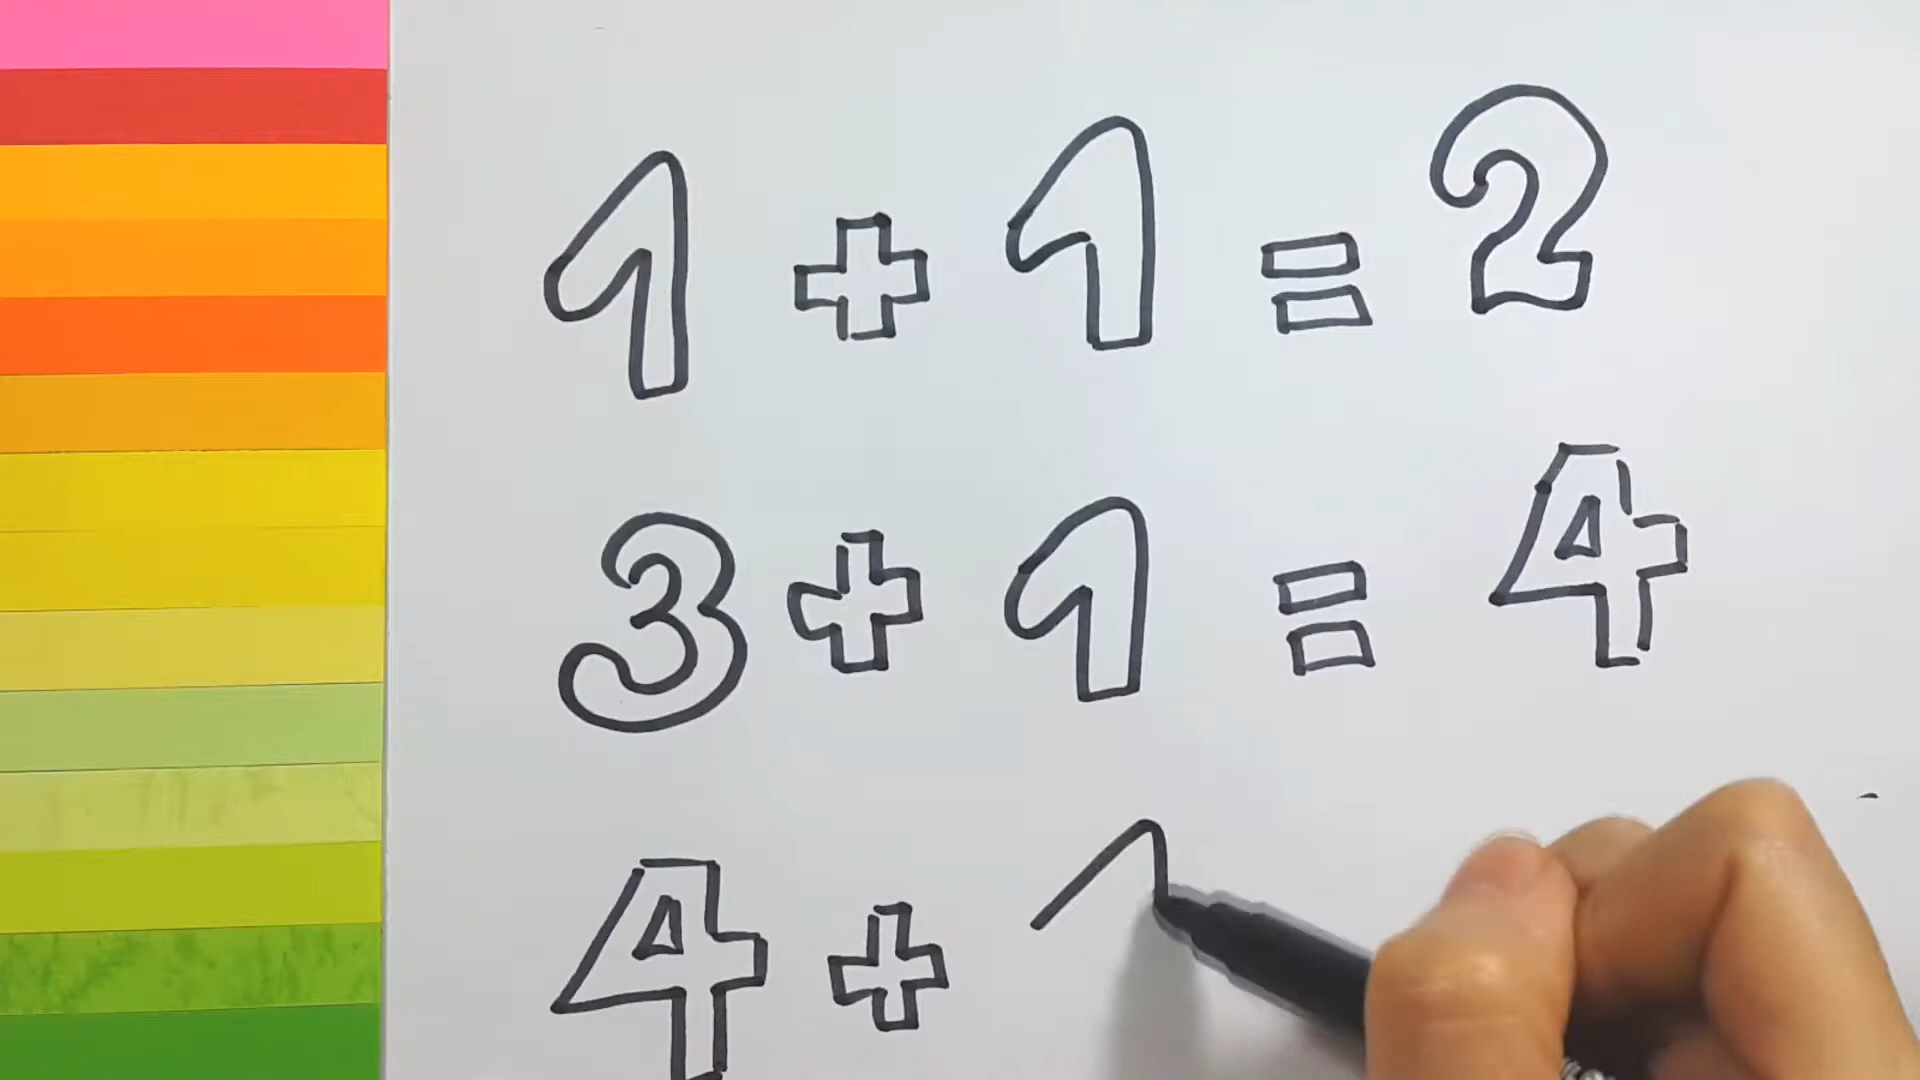 1 + 1 = 2
3 + 1 = 4
4 +